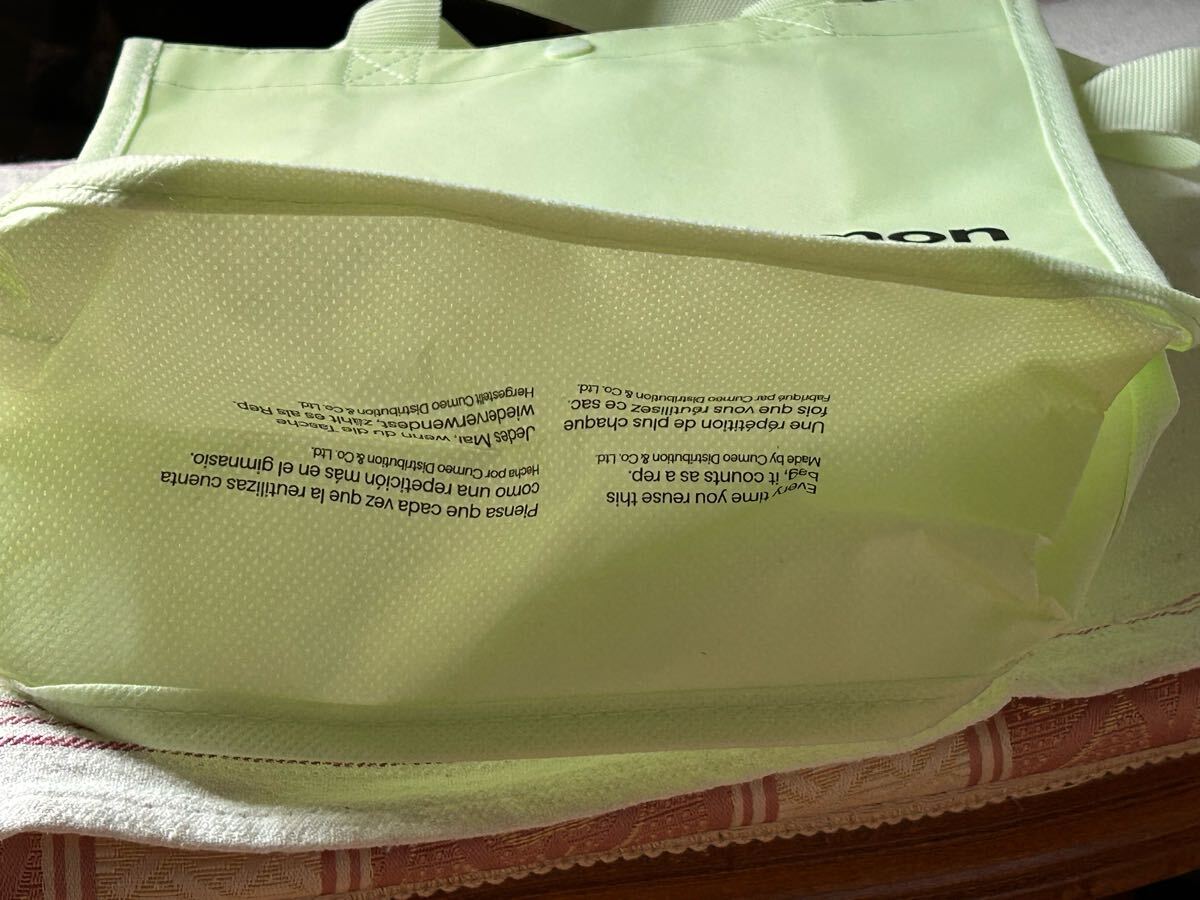 mon
Every time you reuse this
bag, it counts as a rep.
Made by Cumeo Distribution & Co. Ltd.
Piensa que cada vez que la reutilizas cuenta
como una repetición más en el gimnasio.
Hecha por Cumeo Distribution & Co. Ltd.
Une répétition de plus chaque
fois que vous réutilisez ce sac.
Fabriqué par Cumeo Distribution & Co. Ltd.
Jedes Mal, wenn du die Tasche
wiederverwendest, zählt es als Rep.
Hergestellt Cumeo Distribution & Co. Ltd.